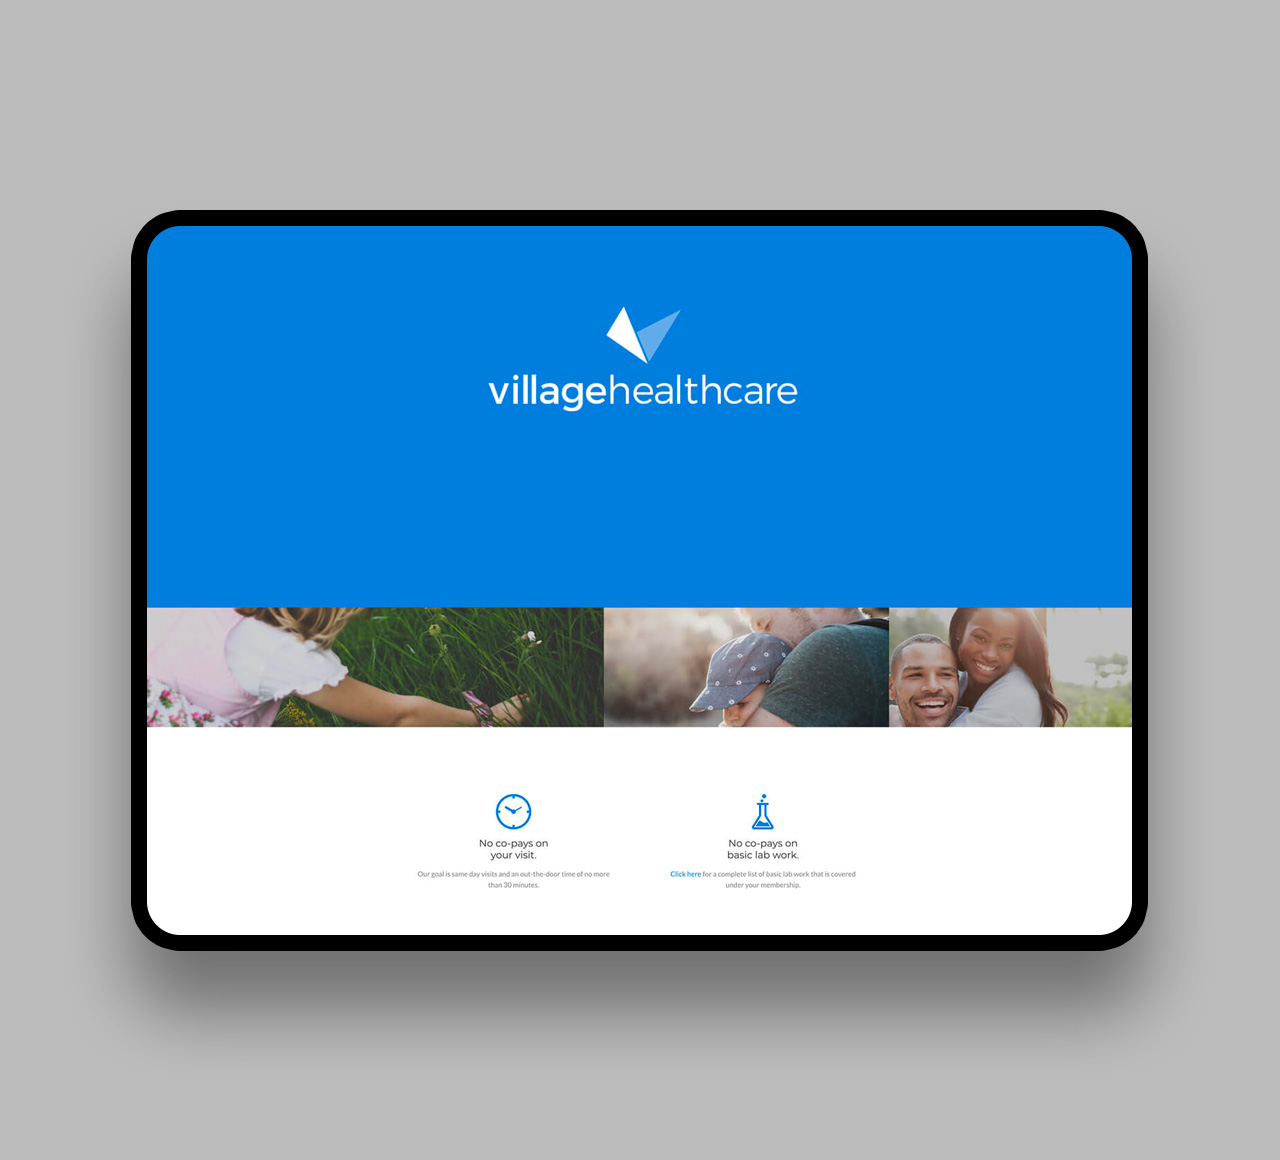 villagehealthcare
No co-pays on
your visit.
Our goal is same day visits and an out-the-door time of no more
than 30 minutes.
No co-pays on
basic lab work.
Click here for a complete list of basic lab work that is covered
under your membership.